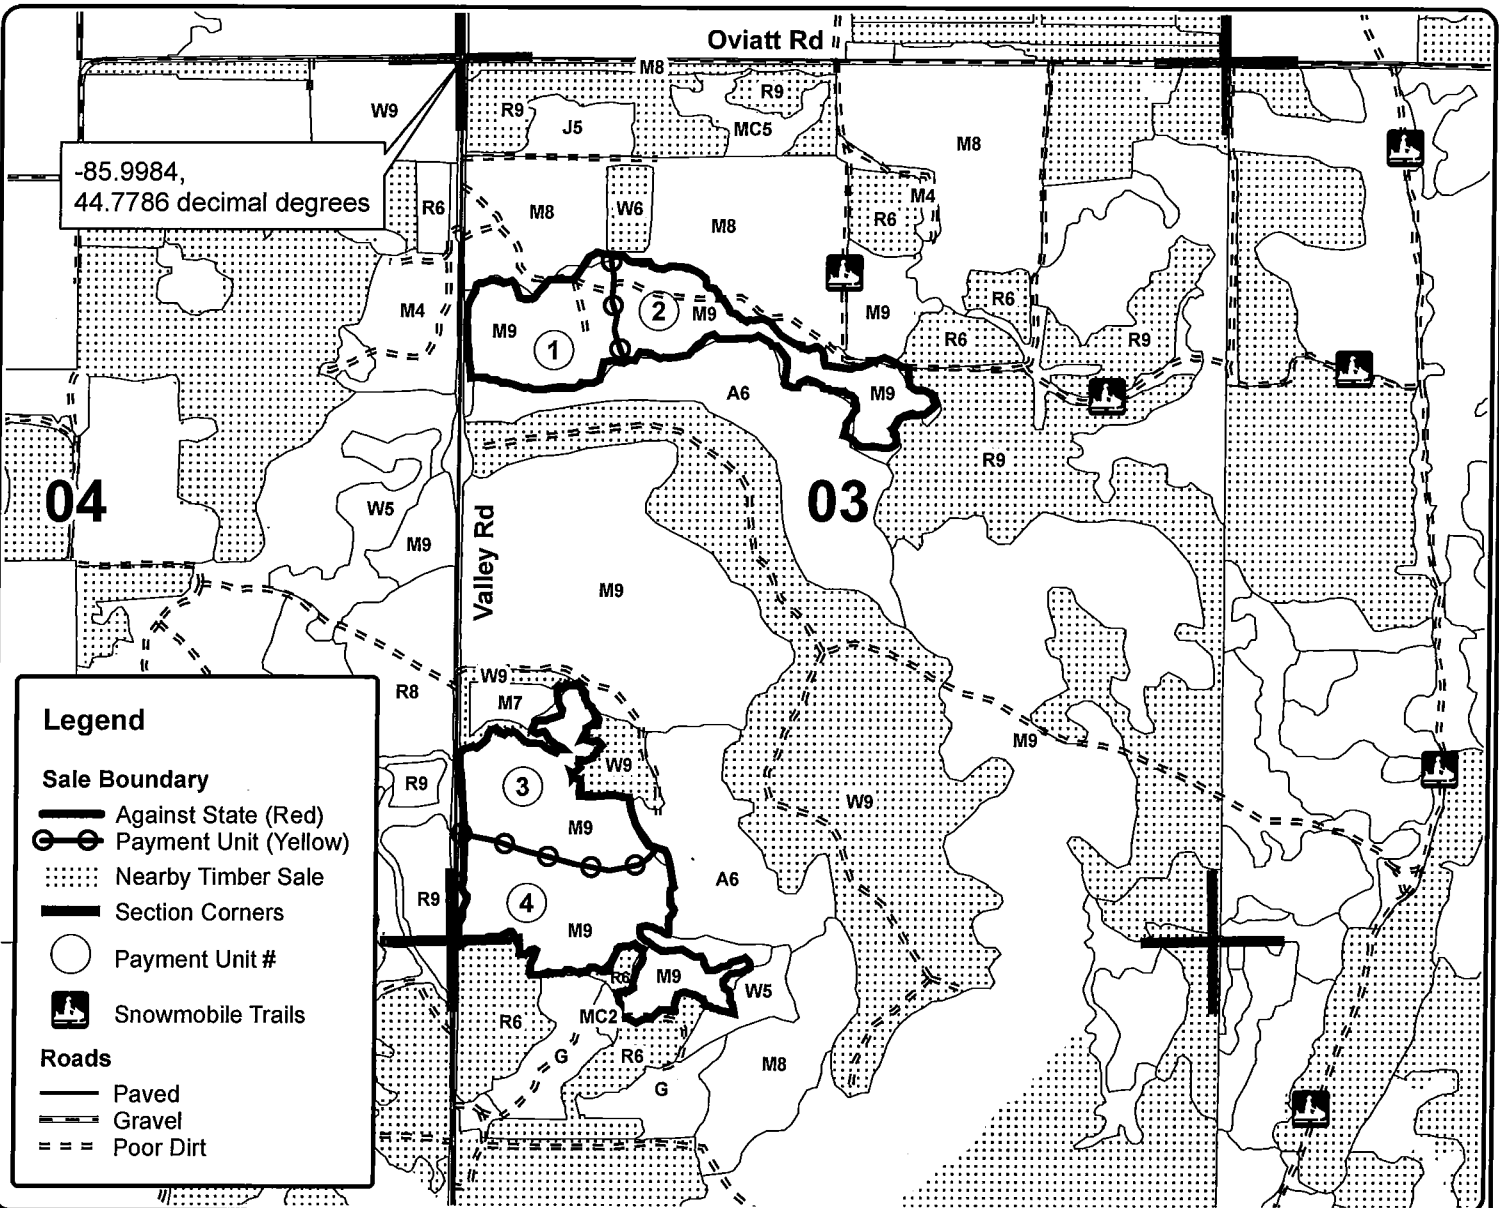 Oviatt Rd
M8
W9
R9
J5
R9
MC5
M8
-85.9984,
44.7786 decimal degrees
R6
M8
W6
M8
R6
M4
M4
M9
1
2
M9
M9
R6
R6
R9
A6
M9
R9
04
03
W5
M9
Valley Rd
M9
R8
W9
M7
M9
R9
3
W9
M9
W9
R9
4
M9
A6
R6
M9
W5
R6
MC2
G
R6
G
M8
Legend
Sale Boundary
Against State (Red)
Payment Unit (Yellow)
Nearby Timber Sale
Section Corners
Payment Unit #
Snowmobile Trails
Roads
Paved
Gravel
Poor Dirt